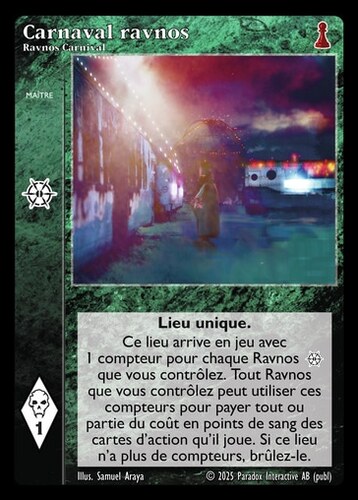 Carnaval ravnos
Ravnos Carnival
MAÎTRE
Lieu unique.
Ce lieu arrive en jeu avec
1 compteur pour chaque Ravnos
que vous contrôlez. Tout Ravnos
que vous contrôlez peut utiliser ces
compteurs pour payer tout ou
partie du coût en points de sang des
cartes d'action qu'il joue. Si ce lieu
n'a plus de compteurs, brûlez-le.
1
Illus. Samuel Araya
© 2025 Paradox Interactive AB (publ)